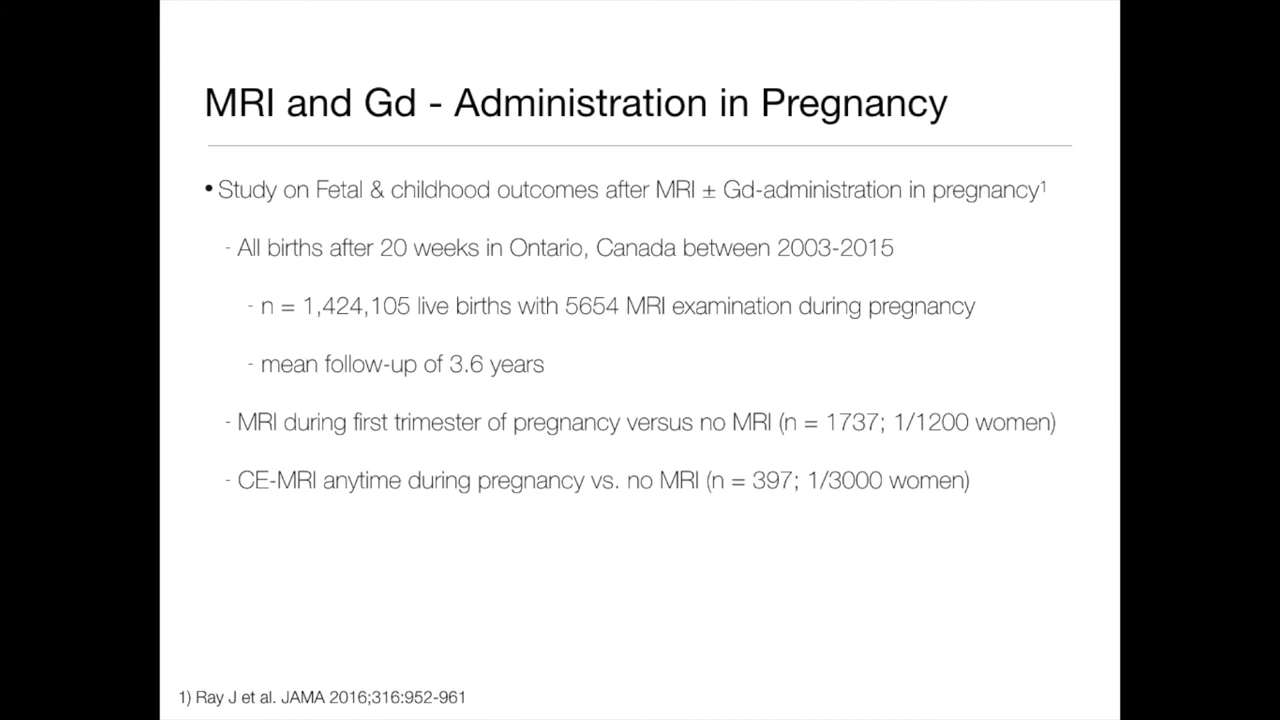 MRI and Gd - Administration in Pregnancy
• Study on Fetal & childhood outcomes after MRI ± Gd-administration in pregnancy¹
- All births after 20 weeks in Ontario, Canada between 2003-2015
- n = 1,424,105 live births with 5654 MRI examination during pregnancy
- mean follow-up of 3.6 years
- MRI during first trimester of pregnancy versus no MRI (n = 1737; 1/1200 women)
- CE-MRI anytime during pregnancy vs. no MRI (n = 397; 1/3000 women)
1) Ray J et al. JAMA 2016;316:952-961